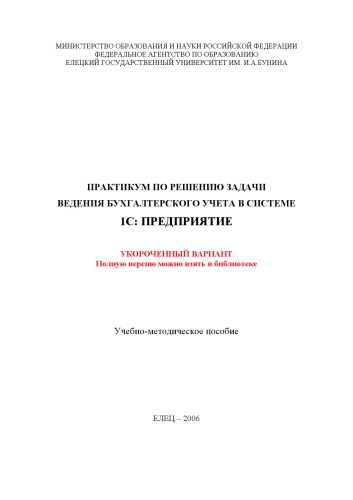 МИНИСТЕРСТВО ОБРАЗОВАНИЯ И НАУКИ РОССИЙСКОЙ ФЕДЕРАЦИИ
ФЕДЕРАЛЬНОЕ АГЕНТСТВО ПО ОБРАЗОВАНИЮ
ЕЛЕЦКИЙ ГОСУДАРСТВЕННЫЙ УНИВЕРСИТЕТ ИМ. И.А.БУНИНА
ПРАКТИКУМ ПО РЕШЕНИЮ ЗАДАЧИ
ВЕДЕНИЯ БУХГАЛТЕРСКОГО УЧЕТА В СИСТЕМЕ
1С: ПРЕДПРИЯТИЕ
УКОРОЧЕННЫЙ ВАРИАНТ
Полную версию можно взять в библиотеке
Учебно-методическое пособие
ЕЛЕЦ – 2006